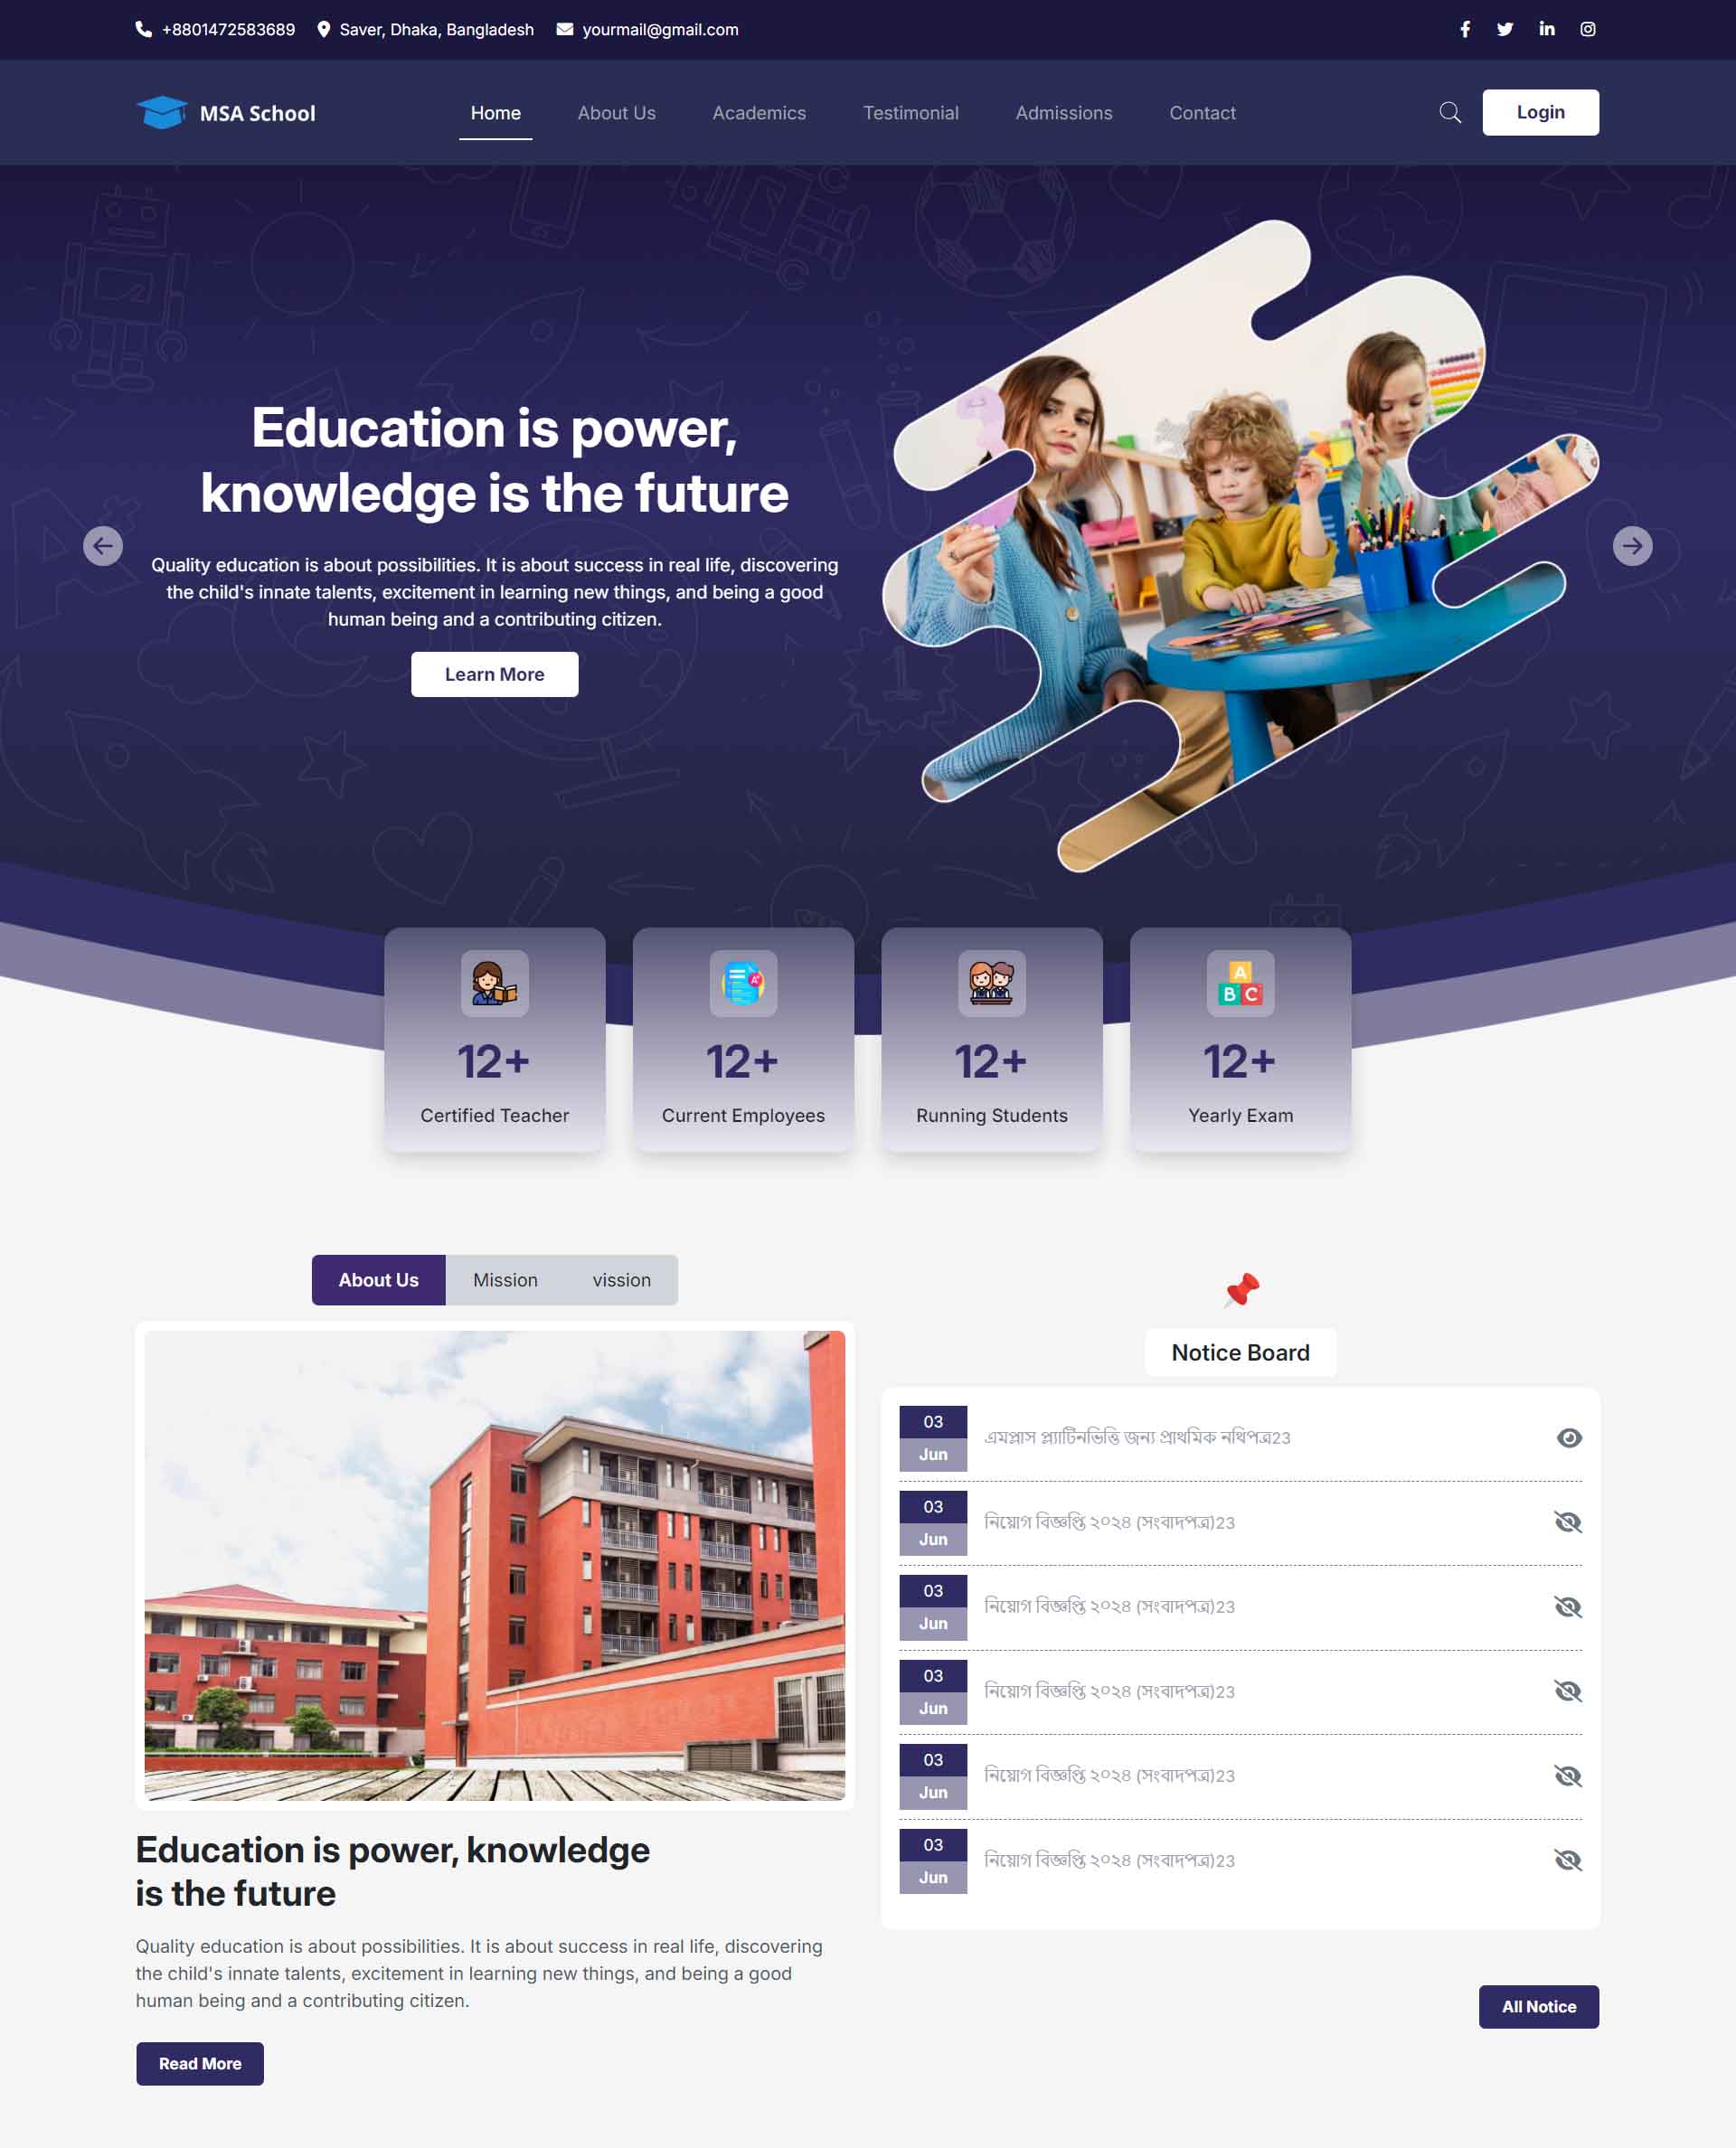 +8801472583689 Saver, Dhaka, Bangladesh yourmail@gmail.com
MSA School Home About Us Academics Testimonial Admissions Contact Login
Education is power,
knowledge is the future
Quality education is about possibilities. It is about success in real life, discovering
the child's innate talents, excitement in learning new things, and being a good
human being and a contributing citizen.
Learn More
12+ 12+ 12+ 12+
Certified Teacher Current Employees Running Students Yearly Exam
About Us Mission vission
Education is power, knowledge
is the future
Quality education is about possibilities. It is about success in real life, discovering
the child's innate talents, excitement in learning new things, and being a good
human being and a contributing citizen.
Read More
Notice Board
03
Jun
এমপ্লাস প্ল্যাটিনভিত্তি জন্য প্রাথমিক নথিপত্র23
03
Jun
নিয়োগ বিজ্ঞপ্তি ২০২৪ (সংবাদপত্র)23
03
Jun
নিয়োগ বিজ্ঞপ্তি ২০২৪ (সংবাদপত্র)23
03
Jun
নিয়োগ বিজ্ঞপ্তি ২০২৪ (সংবাদপত্র)23
03
Jun
নিয়োগ বিজ্ঞপ্তি ২০২৪ (সংবাদপত্র)23
03
Jun
নিয়োগ বিজ্ঞপ্তি ২০২৪ (সংবাদপত্র)23
All Notice